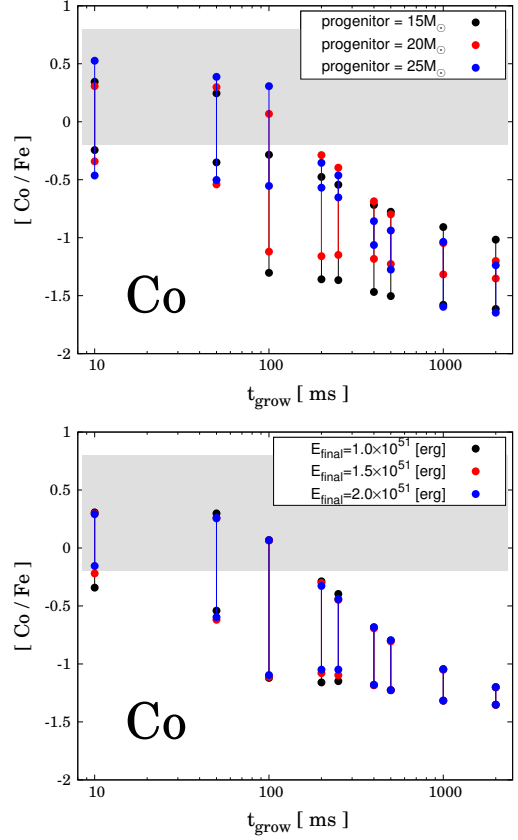 progenitor = 15M☉
progenitor = 20M☉
progenitor = 25M☉
1
0.5
0
-0.5
-1
-1.5
-2
[ Co / Fe ]
Co
10
100
1000
t_grow [ ms ]
E_final=1.0×10^51 [erg]
E_final=1.5×10^51 [erg]
E_final=2.0×10^51 [erg]
1
0.5
0
-0.5
-1
-1.5
-2
[ Co / Fe ]
Co
10
100
1000
t_grow [ ms ]